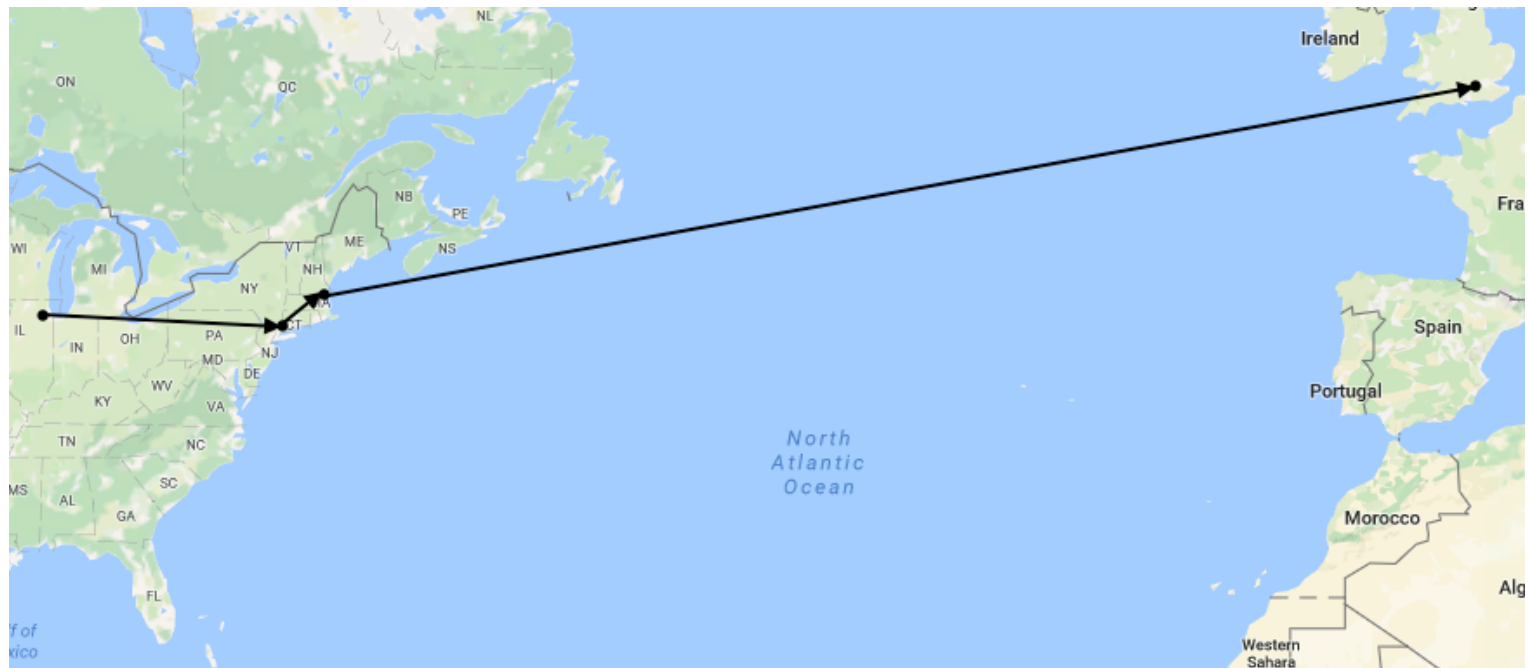 NL
Ireland
ON
QC
NB
PE
WI
VT
ME
NS
MI
NH
NY
Fra
IL
PA
CT
OH
IN
NJ
MD
DE
WV
KY
VA
Spain
Portugal
TN
NC
North
Atlantic
Ocean
SC
MS
AL
GA
Morocco
FL
Alg
f of
xico
Western
Sahara